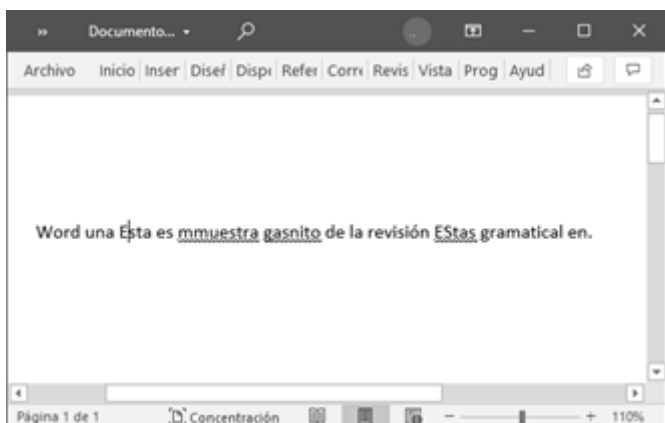 » Documento...
Archivo Inicio Inser Diseñ Dispo Refer Corre Revis Vista Prog Ayud
Word una Esta es mmuestra gasnito de la revisión EStas gramatical en.
Página 1 de 1 Concentración − + 110%